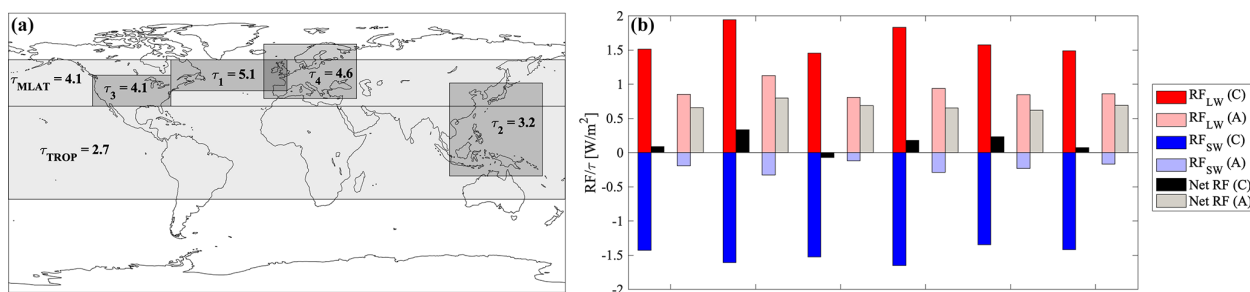 (a)
τMLAT = 4.1
τ3 = 4.1
τ1 = 5.1
τ4 = 4.6
τ2 = 3.2
τTROP = 2.7
(b)
RF/τ [W/m²]
2
1.5
1
0.5
0
-0.5
-1
-1.5
-2
RFLW (C)
RFLW (A)
RFSW (C)
RFSW (A)
Net RF (C)
Net RF (A)